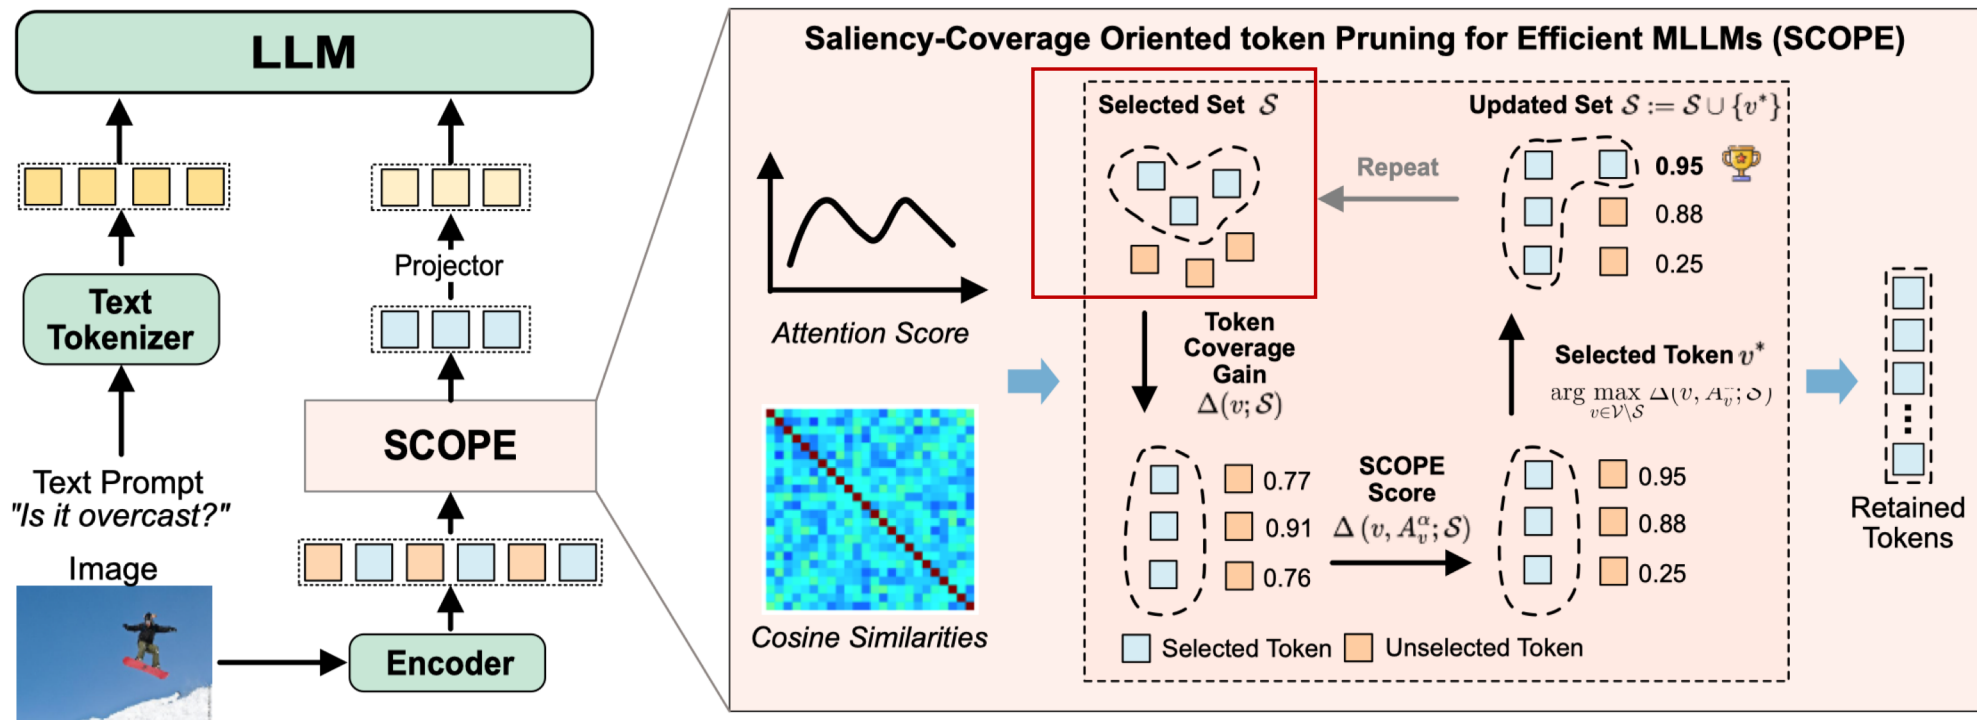 LLM
Text
Tokenizer
Text Prompt
"Is it overcast?"
Image
Encoder
SCOPE
Projector
Saliency-Coverage Oriented token Pruning for Efficient MLLMs (SCOPE)
Attention Score
Cosine Similarities
Selected Set 𝒮
Token
Coverage
Gain
Δ(v; 𝒮)
0.77
0.91
0.76
SCOPE
Score
Δ (v, A_v^α; 𝒮)
0.95
0.88
0.25
Selected Token v*
arg max Δ(v, A_v; 𝒮)
v∈𝒱\𝒮
Updated Set 𝒮 := 𝒮 ∪ {v*}
0.95
0.88
0.25
Repeat
Selected Token
Unselected Token
Retained
Tokens